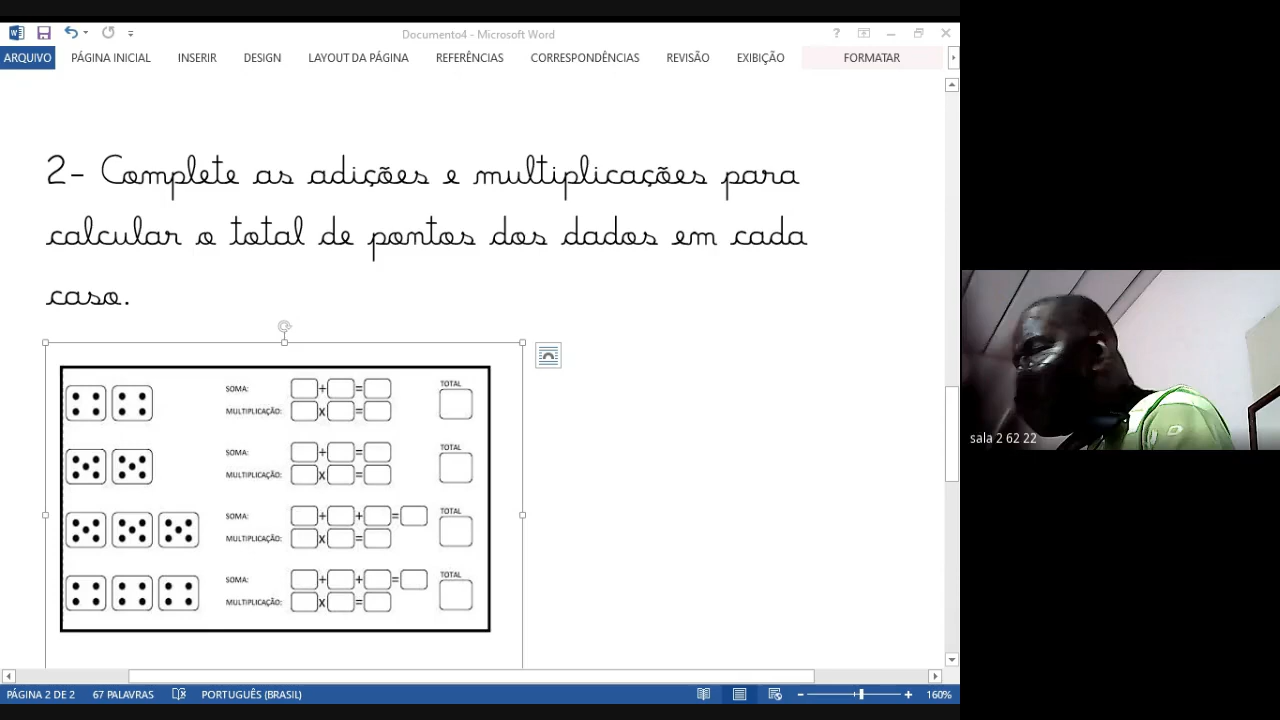 Documento4 - Microsoft Word
ARQUIVO PÁGINA INICIAL INSERIR DESIGN LAYOUT DA PÁGINA REFERÊNCIAS CORRESPONDÊNCIAS REVISÃO EXIBIÇÃO FORMATAR
2- Complete as adições e multiplicações para
calcular o total de pontos dos dados em cada
caso.
SOMA: + = TOTAL
MULTIPLICAÇÃO: x =
SOMA: + = TOTAL
MULTIPLICAÇÃO: x =
SOMA: + + = TOTAL
MULTIPLICAÇÃO: x =
SOMA: + + = TOTAL
MULTIPLICAÇÃO: x =
sala 2 62 22
PÁGINA 2 DE 2 67 PALAVRAS PORTUGUÊS (BRASIL) 160%